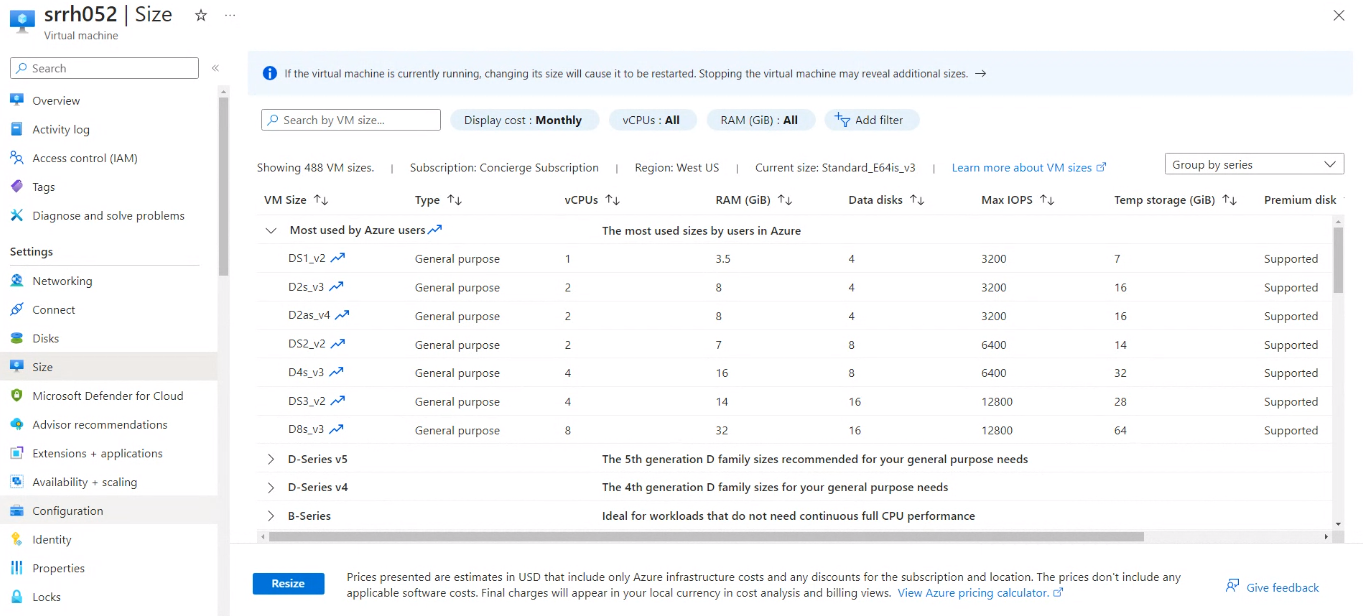 srrh052 | Size
Virtual machine
Search
Overview
Activity log
Access control (IAM)
Tags
Diagnose and solve problems
Settings
Networking
Connect
Disks
Size
Microsoft Defender for Cloud
Advisor recommendations
Extensions + applications
Availability + scaling
Configuration
Identity
Properties
Locks
If the virtual machine is currently running, changing its size will cause it to be restarted. Stopping the virtual machine may reveal additional sizes.
Search by VM size...
Display cost : Monthly
vCPUs : All
RAM (GiB) : All
Add filter
Showing 488 VM sizes. | Subscription: Concierge Subscription | Region: West US | Current size: Standard_E64is_v3 | Learn more about VM sizes
Group by series
VM Size Type vCPUs RAM (GiB) Data disks Max IOPS Temp storage (GiB) Premium disk
Most used by Azure users The most used sizes by users in Azure
DS1_v2 General purpose 1 3.5 4 3200 7 Supported
D2s_v3 General purpose 2 8 4 3200 16 Supported
D2as_v4 General purpose 2 8 4 3200 16 Supported
DS2_v2 General purpose 2 7 8 6400 14 Supported
D4s_v3 General purpose 4 16 8 6400 32 Supported
DS3_v2 General purpose 4 14 16 12800 28 Supported
D8s_v3 General purpose 8 32 16 12800 64 Supported
D-Series v5 The 5th generation D family sizes recommended for your general purpose needs
D-Series v4 The 4th generation D family sizes for your general purpose needs
B-Series Ideal for workloads that do not need continuous full CPU performance
Resize
Prices presented are estimates in USD that include only Azure infrastructure costs and any discounts for the subscription and location. The prices don't include any
applicable software costs. Final charges will appear in your local currency in cost analysis and billing views. View Azure pricing calculator.
Give feedback